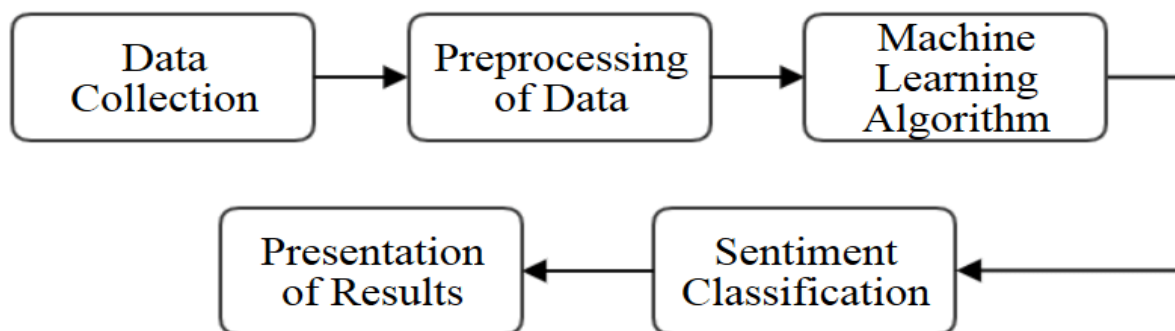 Data
Collection
Preprocessing
of Data
Machine
Learning
Algorithm
Sentiment
Classification
Presentation
of Results